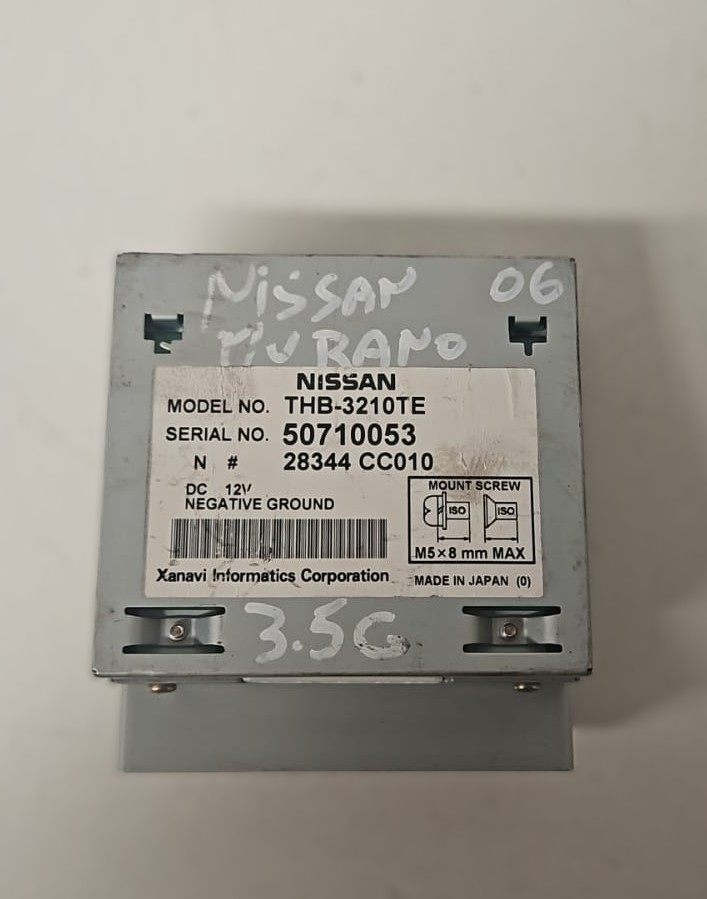 NiSSAN 06
MURANO
NISSAN
MODEL NO. THB-3210TE
SERIAL NO. 50710053
N # 28344 CC010
DC 12V
NEGATIVE GROUND
MOUNT SCREW
ISO ISO
M5×8 mm MAX
Xanavi Informatics Corporation
MADE IN JAPAN (0)
3.5G